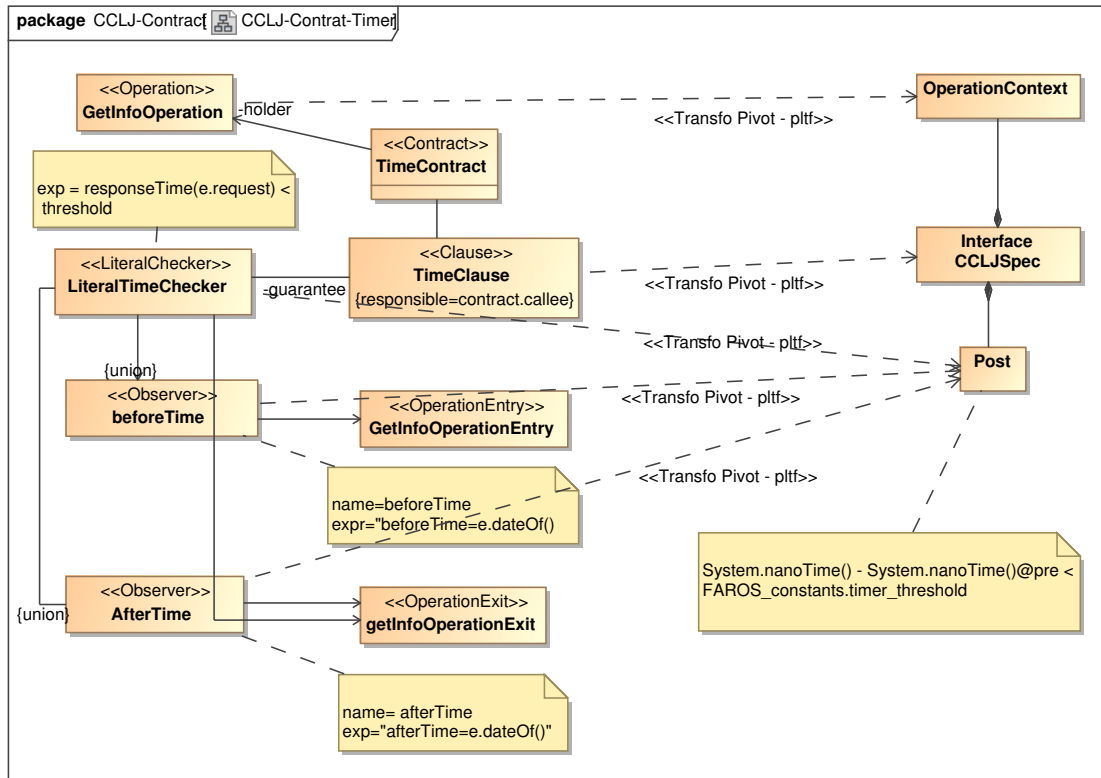 package CCLJ-Contract[ CCLJ-Contrat-Timer]
<<Operation>>
GetInfoOperation
-holder
<<Transfo Pivot - pltf>>
OperationContext
<<Contract>>
TimeContract
exp = responseTime(e.request) <
threshold
<<LiteralChecker>>
LiteralTimeChecker
-guarantee
<<Clause>>
TimeClause
{responsible=contract.callee}
<<Transfo Pivot - pltf>>
Interface
CCLJSpec
<<Transfo Pivot - pltf>>
Post
{union}
<<Observer>>
beforeTime
<<OperationEntry>>
GetInfoOperationEntry
<<Transfo Pivot - pltf>>
name=beforeTime
expr="beforeTime=e.dateOf()
<<Transfo Pivot - pltf>>
System.nanoTime() - System.nanoTime()@pre <
FAROS_constants.timer_threshold
{union}
<<Observer>>
AfterTime
<<OperationExit>>
getInfoOperationExit
name= afterTime
exp="afterTime=e.dateOf()"